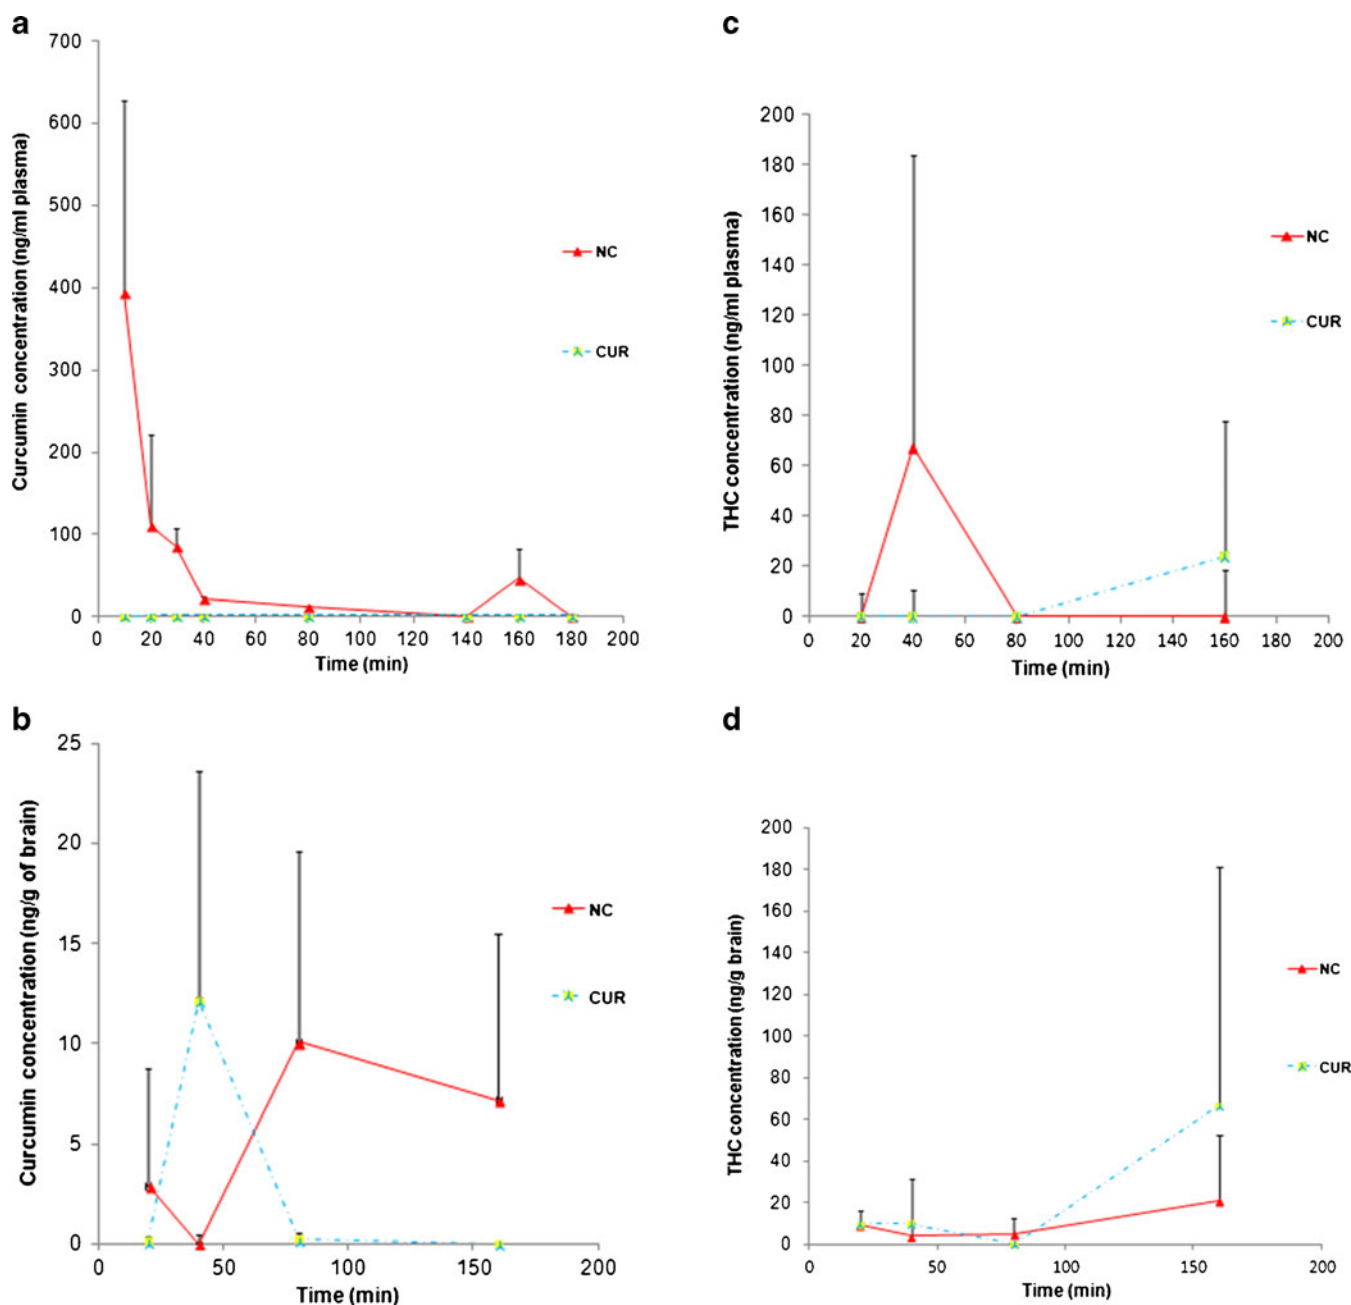 a
Curcumin concentration (ng/ml plasma)
700
600
500
400
300
200
100
0
0 20 40 60 80 100 120 140 160 180 200
Time (min)
NC
CUR
c
THC concentration (ng/ml plasma)
200
180
160
140
120
100
80
60
40
20
0
0 20 40 60 80 100 120 140 160 180 200
Time (min)
NC
CUR
b
Curcumin concentration (ng/g of brain)
25
20
15
10
5
0
0 50 100 150 200
Time (min)
NC
CUR
d
THC concentration (ng/g brain)
200
180
160
140
120
100
80
60
40
20
0
0 50 100 150 200
Time (min)
NC
CUR